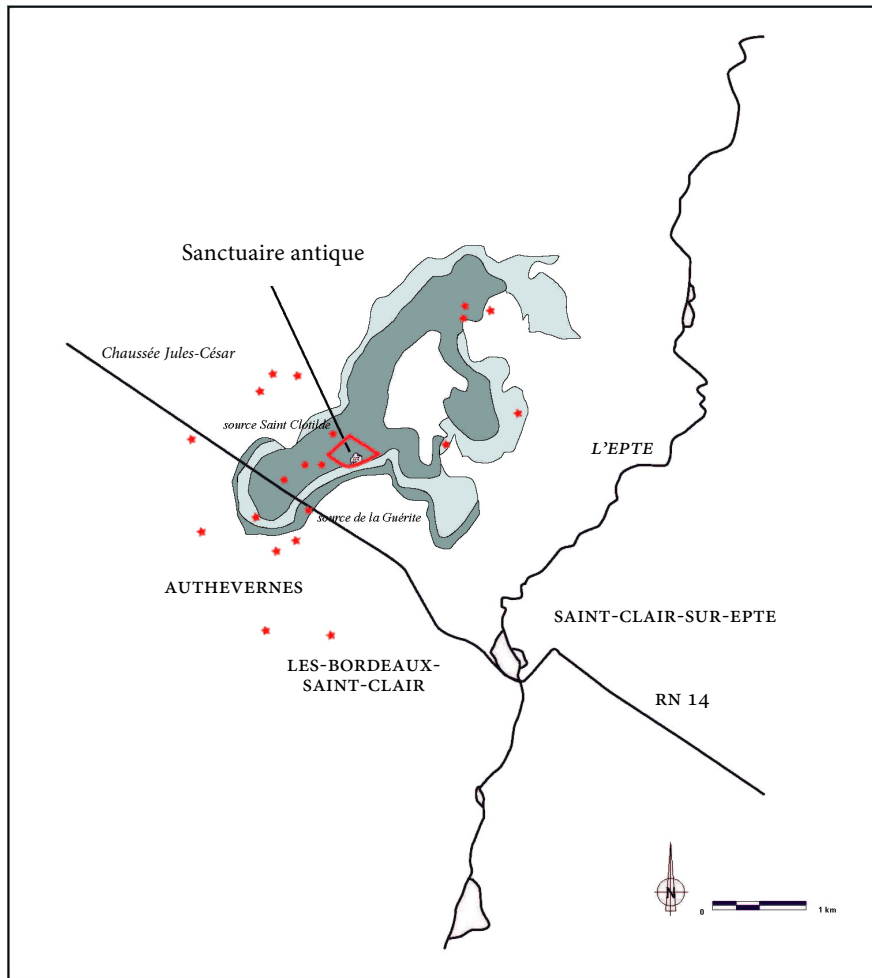 Sanctuaire antique
Chaussée Jules-César
source Saint Clotilde
L'EPTE
source de la Guérite
AUTHEVERNES
SAINT-CLAIR-SUR-EPTE
LES-BORDEAUX-
SAINT-CLAIR
RN 14
N
0 1 km